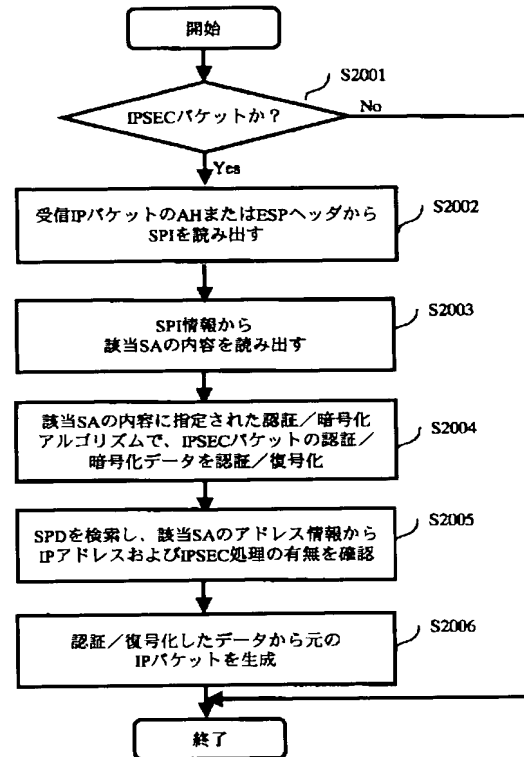 開始
S2001
IPSECパケットか？
No
Yes
受信IPパケットのAHまたはESPヘッダから
SPIを読み出す
S2002
SPI情報から
該当SAの内容を読み出す
S2003
該当SAの内容に指定された認証／暗号化
アルゴリズムで、IPSECパケットの認証／
暗号化データを認証／復号化
S2004
SPDを検索し、該当SAのアドレス情報から
IPアドレスおよびIPSEC処理の有無を確認
S2005
認証／復号化したデータから元の
IPパケットを生成
S2006
終了